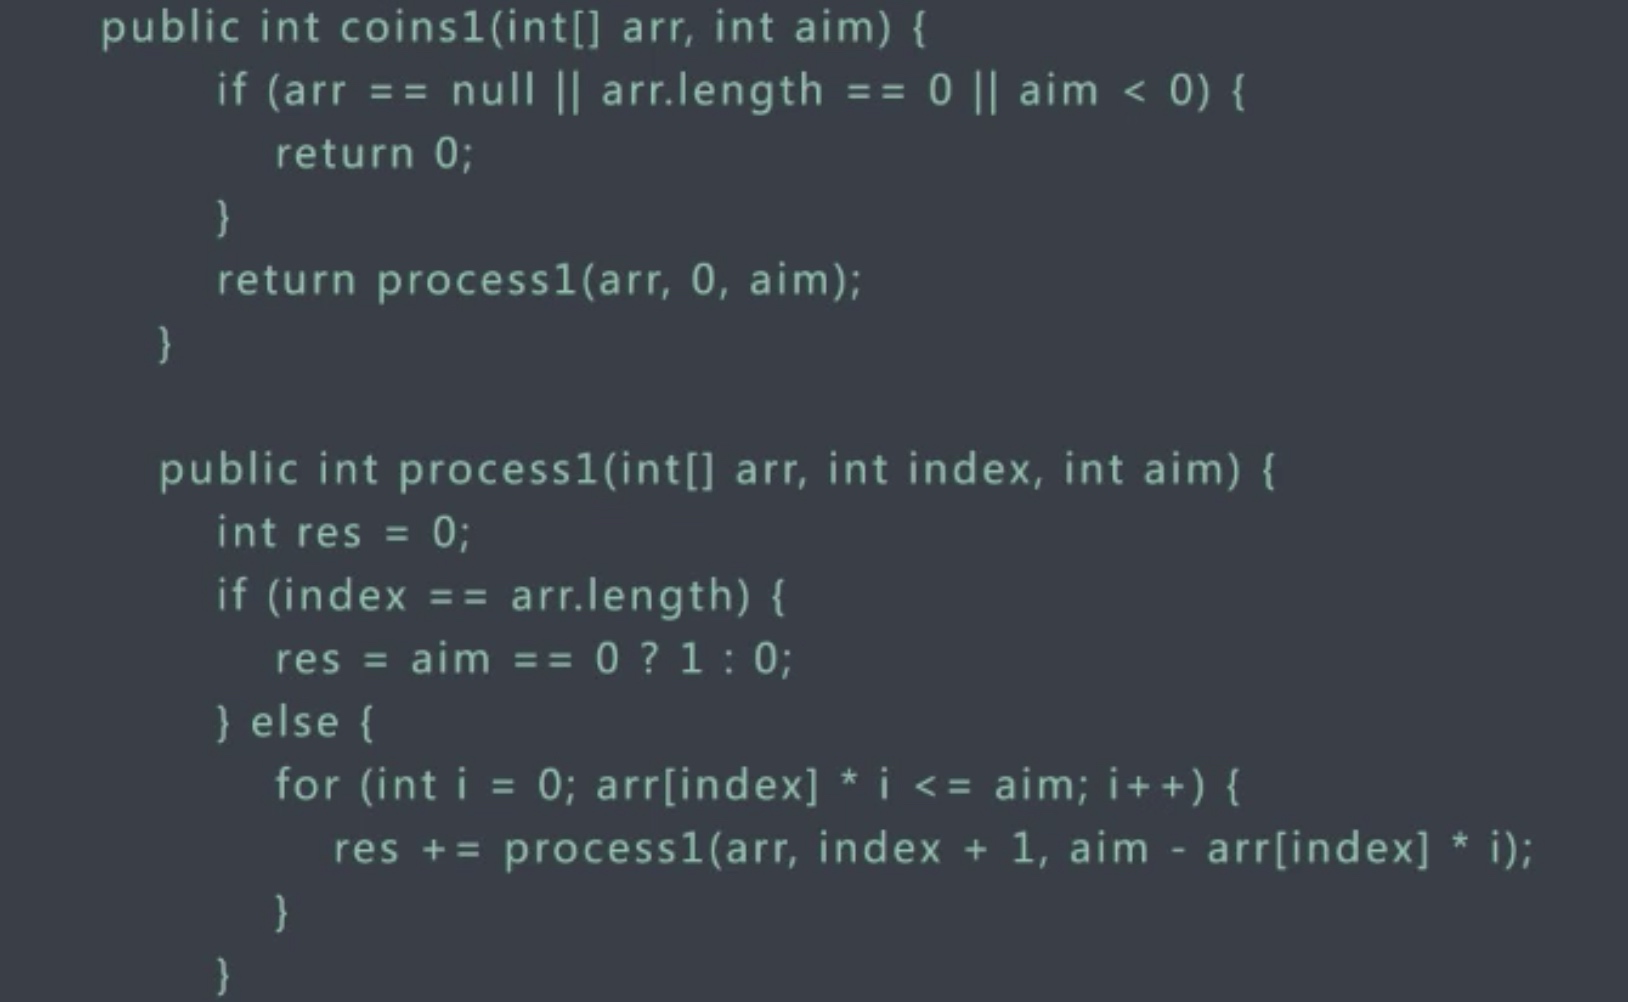 public int coins1(int[] arr, int aim) {
if (arr == null || arr.length == 0 || aim < 0) {
return 0;
}
return process1(arr, 0, aim);
}
public int process1(int[] arr, int index, int aim) {
int res = 0;
if (index == arr.length) {
res = aim == 0 ? 1 : 0;
} else {
for (int i = 0; arr[index] * i <= aim; i++) {
res += process1(arr, index + 1, aim - arr[index] * i);
}
}